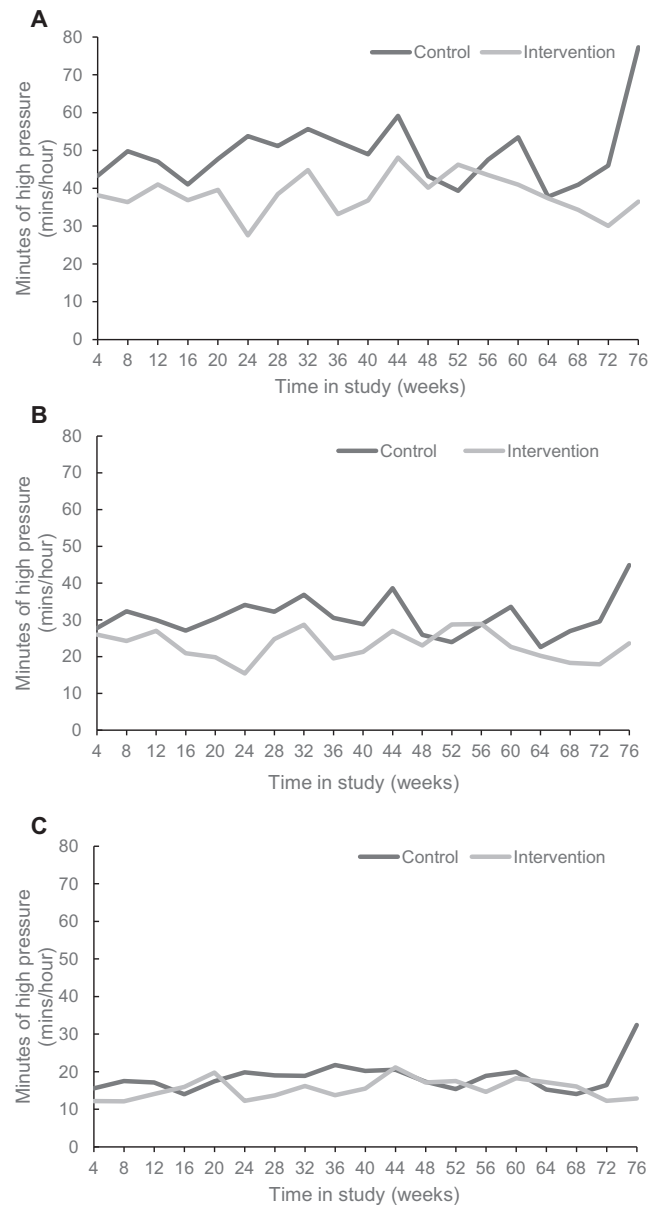 A
80
70
60
50
40
30
20
10
0
Minutes of high pressure
(mins/hour)
Control Intervention
4 8 12 16 20 24 28 32 36 40 44 48 52 56 60 64 68 72 76
Time in study (weeks)
B
80
70
60
50
40
30
20
10
0
Minutes of high pressure
(mins/hour)
Control Intervention
4 8 12 16 20 24 28 32 36 40 44 48 52 56 60 64 68 72 76
Time in study (weeks)
C
80
70
60
50
40
30
20
10
0
Minutes of high pressure
(mins/hour)
Control Intervention
4 8 12 16 20 24 28 32 36 40 44 48 52 56 60 64 68 72 76
Time in study (weeks)